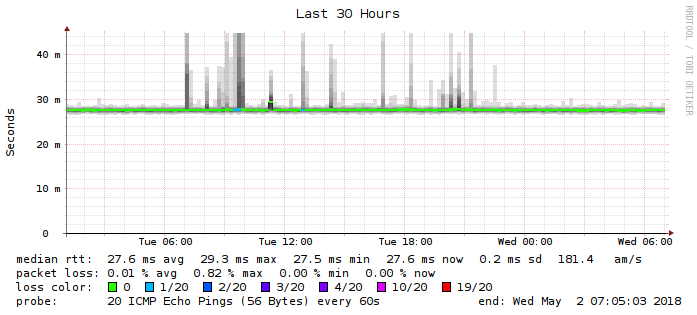 Last 30 Hours
RRDTOOL / TOBI OETIKER
Seconds
40 m
30 m
20 m
10 m
0
Tue 06:00 Tue 12:00 Tue 18:00 Wed 00:00 Wed 06:00
median rtt: 27.6 ms avg 29.3 ms max 27.5 ms min 27.6 ms now 0.2 ms sd 181.4 am/s
packet loss: 0.01 % avg 0.82 % max 0.00 % min 0.00 % now
loss color: 0 1/20 2/20 3/20 4/20 10/20 19/20
probe: 20 ICMP Echo Pings (56 Bytes) every 60s end: Wed May 2 07:05:03 2018